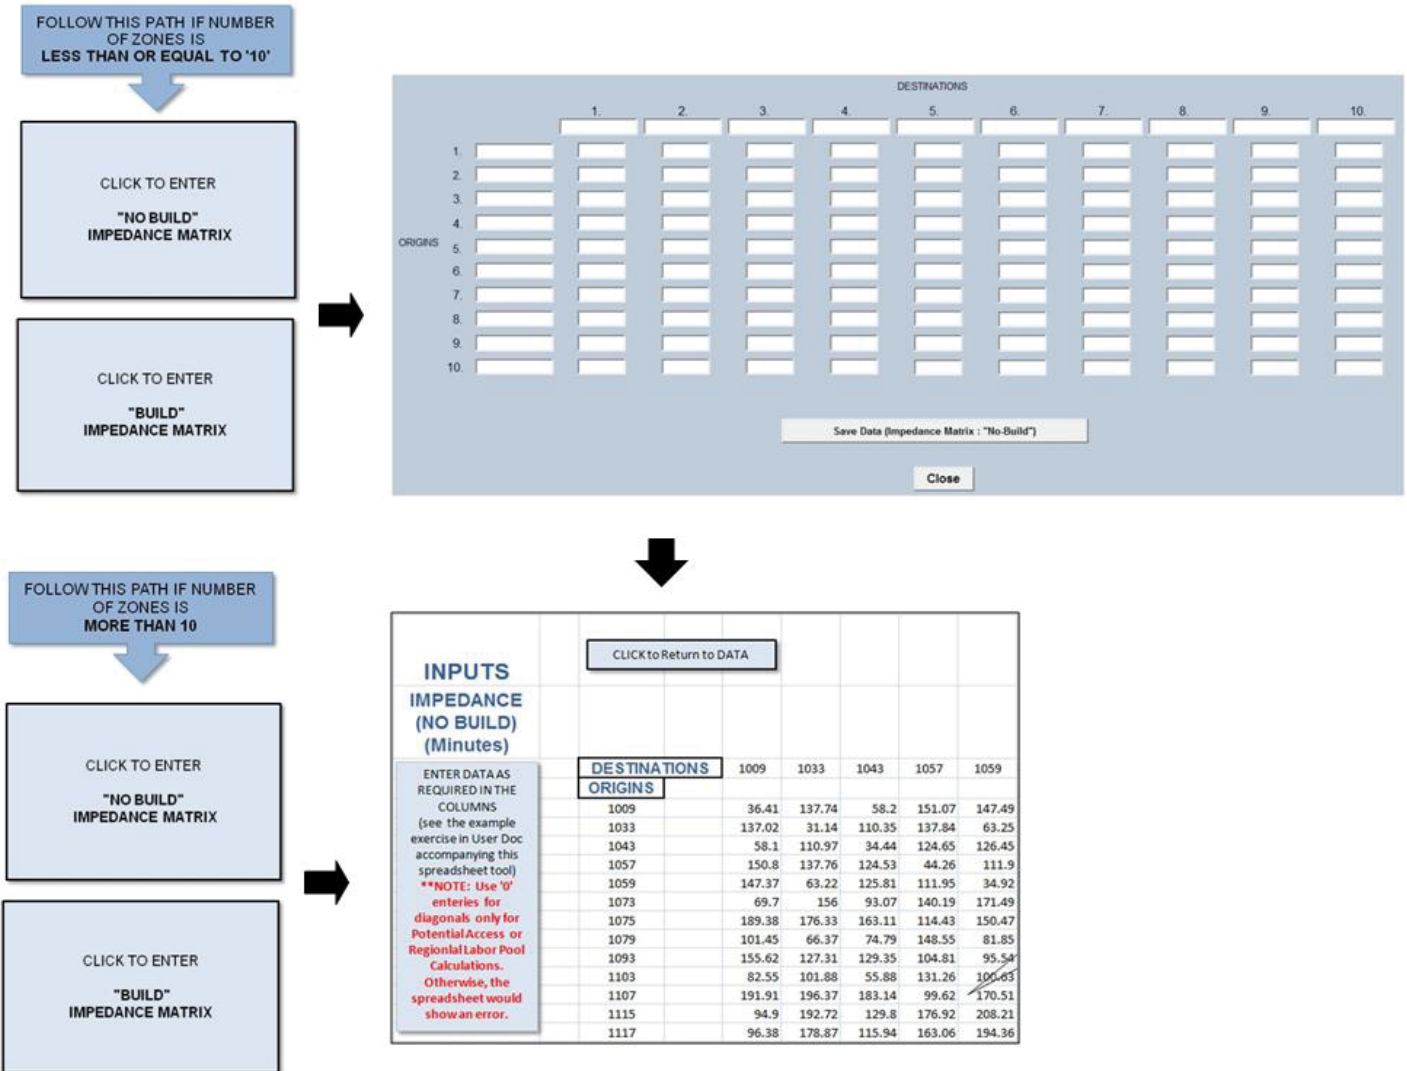 FOLLOW THIS PATH IF NUMBER
OF ZONES IS
LESS THAN OR EQUAL TO '10'
CLICK TO ENTER
"NO BUILD"
IMPEDANCE MATRIX
CLICK TO ENTER
"BUILD"
IMPEDANCE MATRIX
DESTINATIONS
1. 2. 3. 4. 5. 6. 7. 8. 9. 10.
1.
2.
3.
4.
ORIGINS 5.
6.
7.
8.
9.
10.
Save Data (Impedance Matrix : "No-Build")
Close
FOLLOW THIS PATH IF NUMBER
OF ZONES IS
MORE THAN 10
CLICK TO ENTER
"NO BUILD"
IMPEDANCE MATRIX
CLICK TO ENTER
"BUILD"
IMPEDANCE MATRIX
CLICK to Return to DATA
INPUTS
IMPEDANCE
(NO BUILD)
(Minutes)
ENTER DATA AS
REQUIRED IN THE
COLUMNS
(see the example
exercise in User Doc
accompanying this
spreadsheet tool)
**NOTE: Use '0'
enteries for
diagonals only for
Potential Access or
Regionlal Labor Pool
Calculations.
Otherwise, the
spreadsheet would
show an error.
DESTINATIONS 1009 1033 1043 1057 1059
ORIGINS
1009 36.41 137.74 58.2 151.07 147.49
1033 137.02 31.14 110.35 137.84 63.25
1043 58.1 110.97 34.44 124.65 126.45
1057 150.8 137.76 124.53 44.26 111.9
1059 147.37 63.22 125.81 111.95 34.92
1073 69.7 156 93.07 140.19 171.49
1075 189.38 176.33 163.11 114.43 150.47
1079 101.45 66.37 74.79 148.55 81.85
1093 155.62 127.31 129.35 104.81 95.54
1103 82.55 101.88 55.88 131.26 100.63
1107 191.91 196.37 183.14 99.62 170.51
1115 94.9 192.72 129.8 176.92 208.21
1117 96.38 178.87 115.94 163.06 194.36